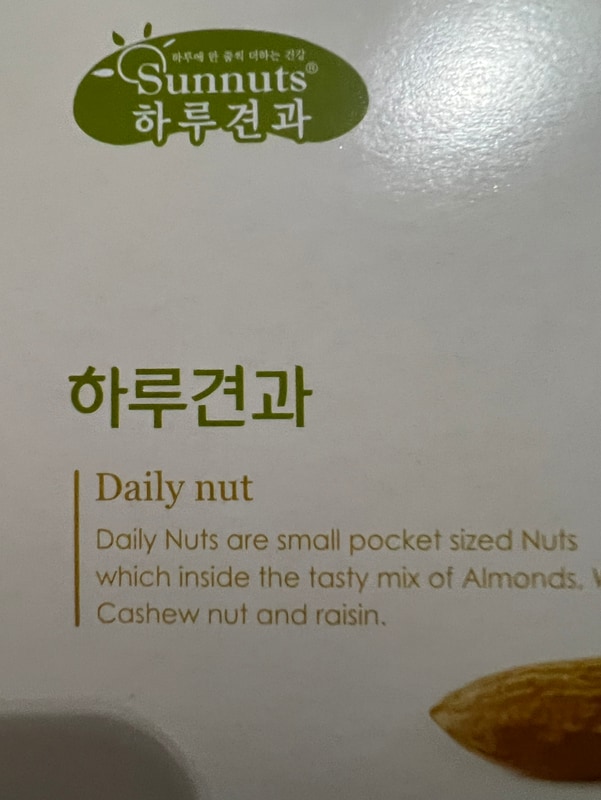 하루에 한 줌씩 더하는 건강
Sunnuts®
하루견과
하루견과
Daily nut
Daily Nuts are small pocket sized Nuts
which inside the tasty mix of Almonds,
Cashew nut and raisin.